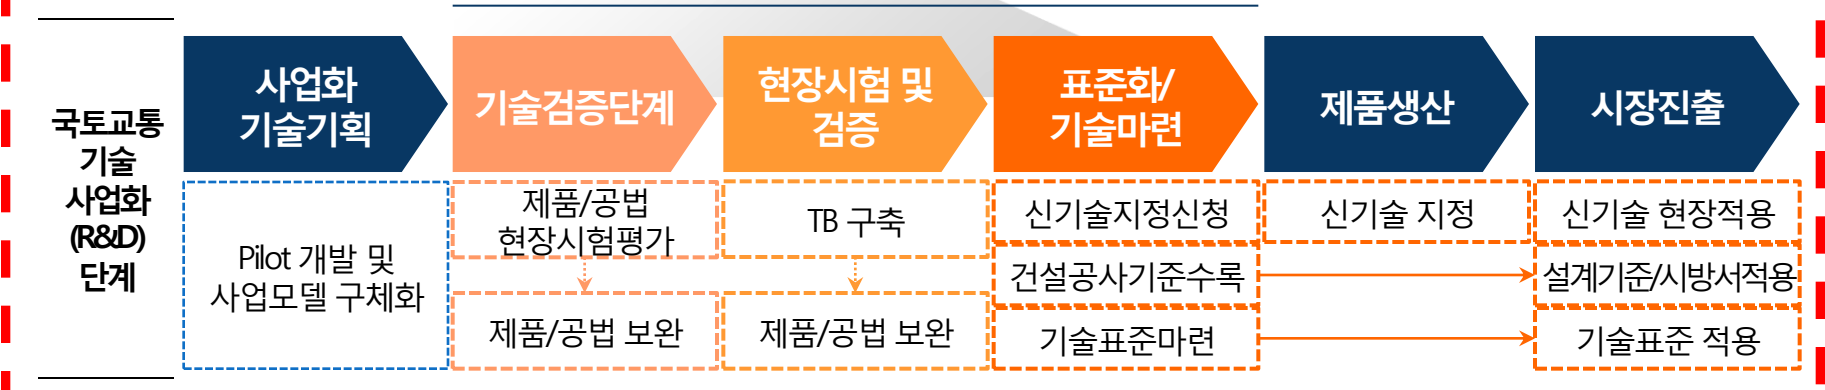 국토교통
기술
사업화
(R&D)
단계
사업화
기술기획
기술검증단계
현장시험 및
검증
표준화/
기술마련
제품생산
시장진출
Pilot 개발 및
사업모델 구체화
제품/공법
현장시험평가
제품/공법 보완
TB 구축
제품/공법 보완
신기술지정신청
건설공사기준수록
기술표준마련
신기술 지정
신기술 현장적용
설계기준/시방서적용
기술표준 적용